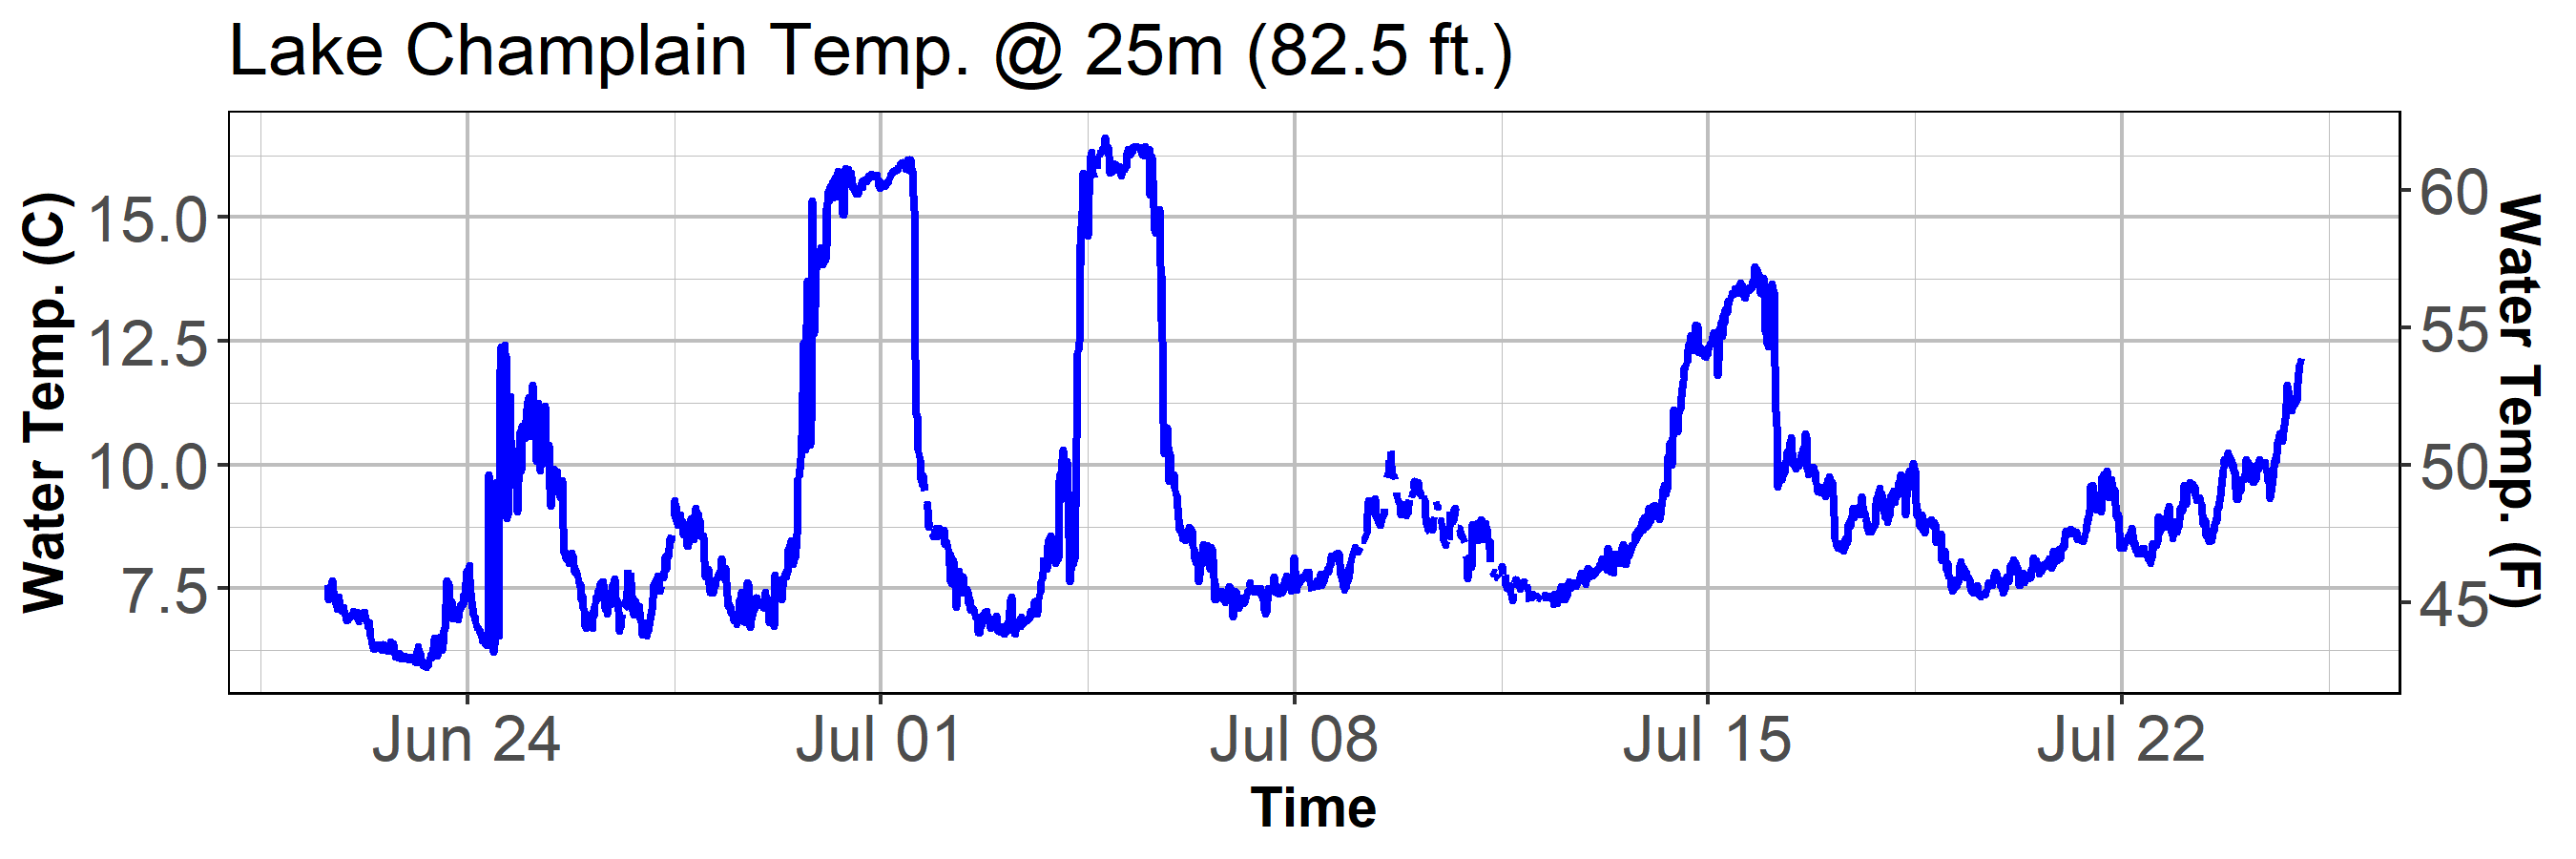 Lake Champlain Temp. @ 25m (82.5 ft.)
Water Temp. (C)
15.0
12.5
10.0
7.5
60
55
50
45
Water Temp. (F)
Jun 24 Jul 01 Jul 08 Jul 15 Jul 22
Time